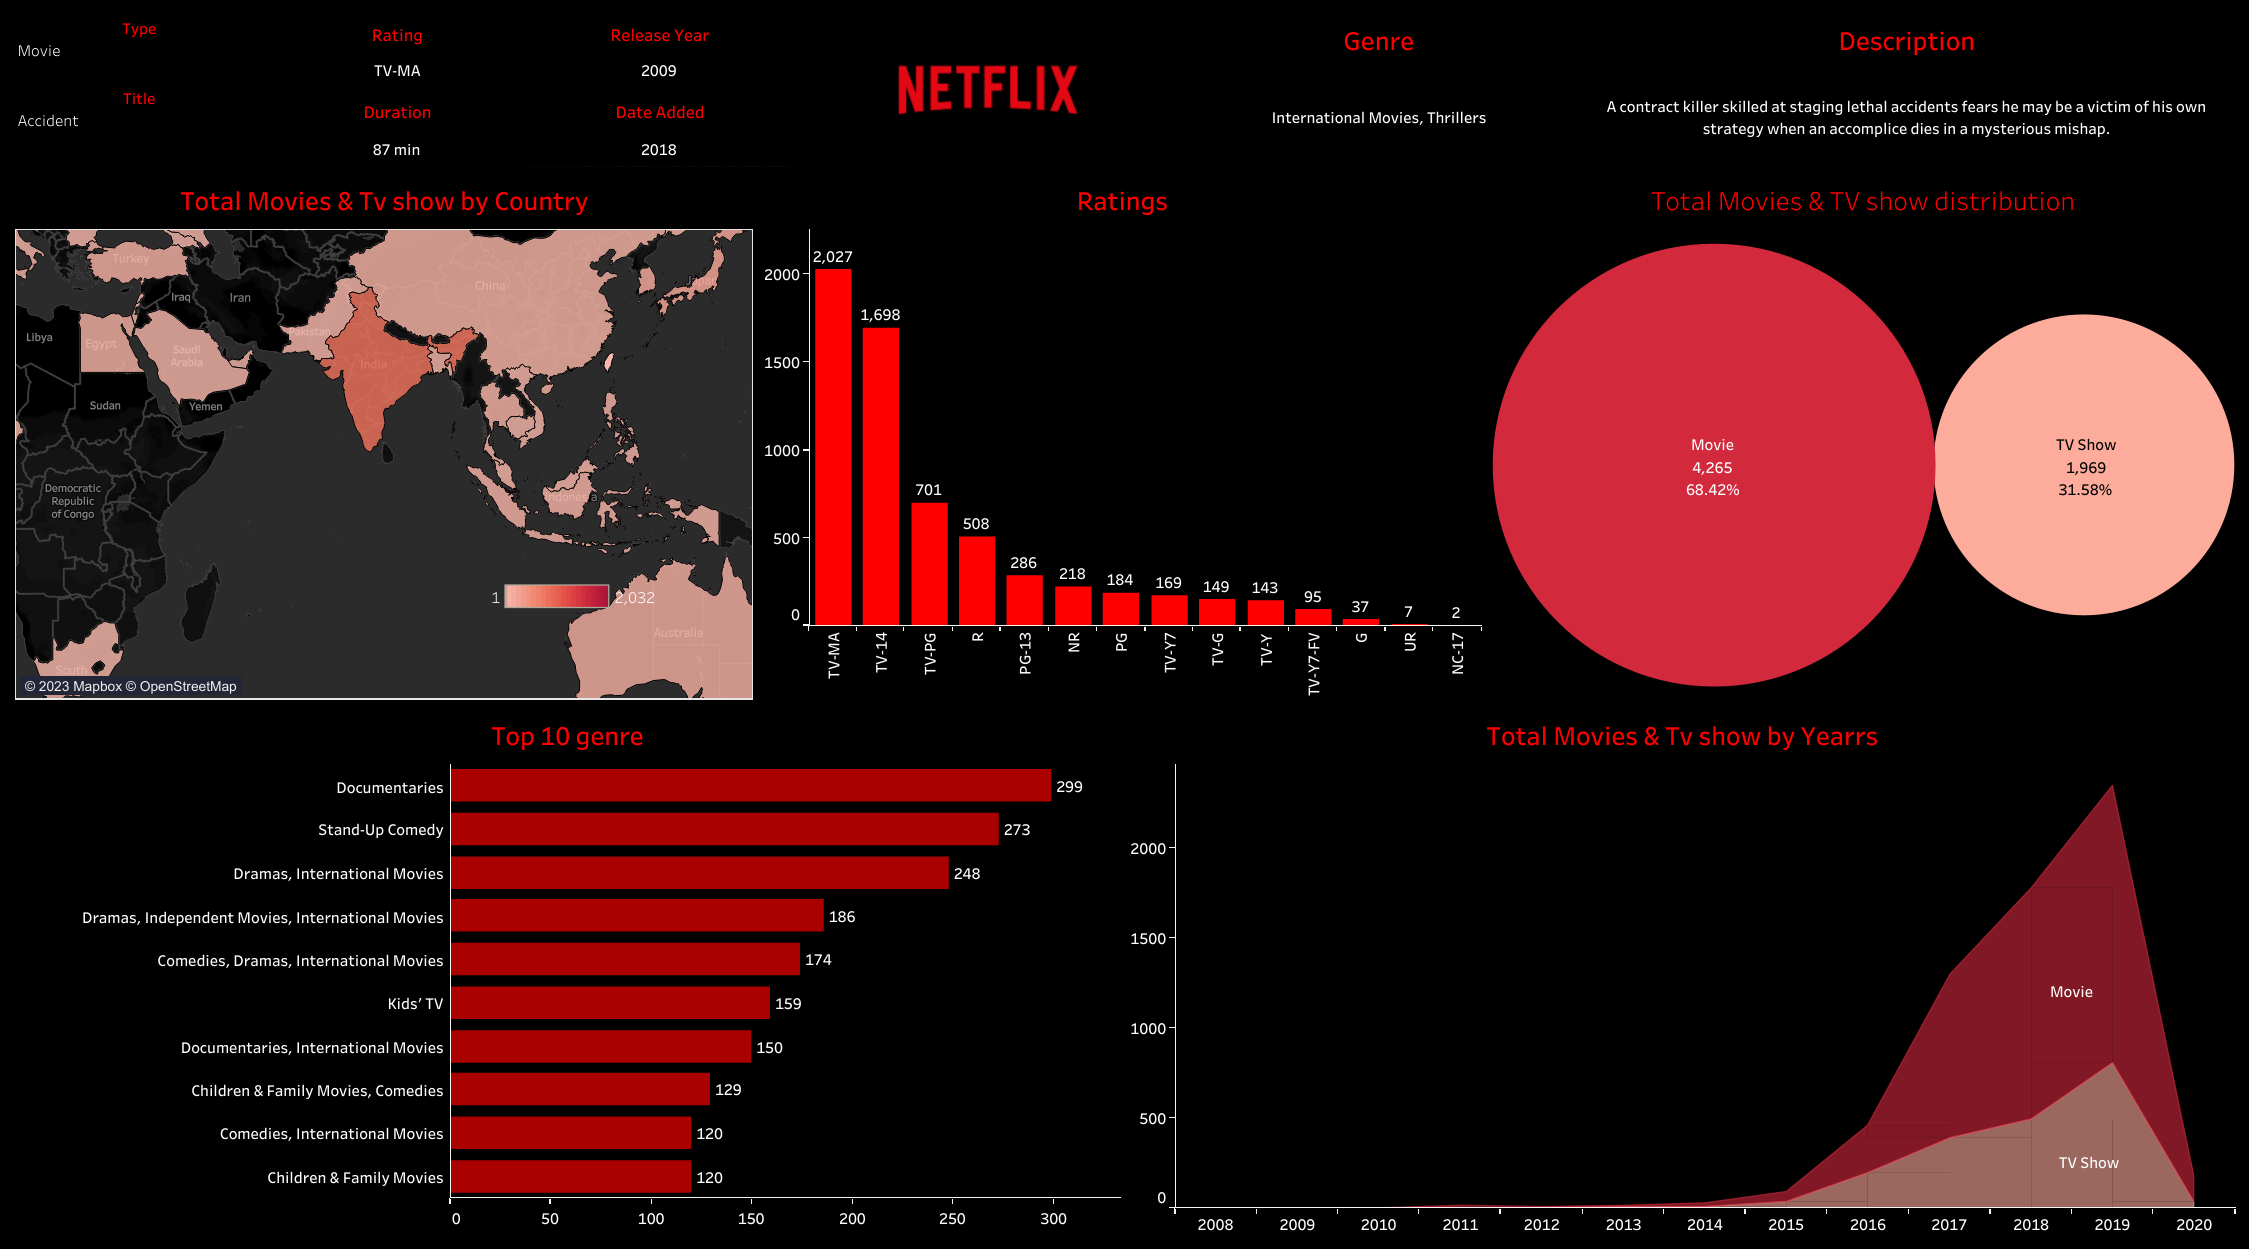 Type
Movie
Title
Accident
Rating
TV-MA
Duration
87 min
Release Year
2009
Date Added
2018
NETFLIX
Genre
International Movies, Thrillers
Description
A contract killer skilled at staging lethal accidents fears he may be a victim of his own
strategy when an accomplice dies in a mysterious mishap.
Total Movies & Tv show by Country
Turkey
China
Japan
Iraq
Iran
Libya
Egypt
Pakistan
Saudi
Arabia
India
Sudan
Yemen
Democratic
Republic
of Congo
Indonesia
1
2,032
Australia
South
© 2023 Mapbox © OpenStreetMap
Ratings
2000
1500
1000
500
0
2,027
1,698
701
508
286
218
184
169
149
143
95
37
7
2
TV-MA
TV-14
TV-PG
R
PG-13
NR
PG
TV-Y7
TV-G
TV-Y
TV-Y7-FV
G
UR
NC-17
Total Movies & TV show distribution
Movie
4,265
68.42%
TV Show
1,969
31.58%
Top 10 genre
Documentaries 299
Stand-Up Comedy 273
Dramas, International Movies 248
Dramas, Independent Movies, International Movies 186
Comedies, Dramas, International Movies 174
Kids' TV 159
Documentaries, International Movies 150
Children & Family Movies, Comedies 129
Comedies, International Movies 120
Children & Family Movies 120
0 50 100 150 200 250 300
Total Movies & Tv show by Yearrs
2000
1500
1000
500
0
Movie
TV Show
2008 2009 2010 2011 2012 2013 2014 2015 2016 2017 2018 2019 2020